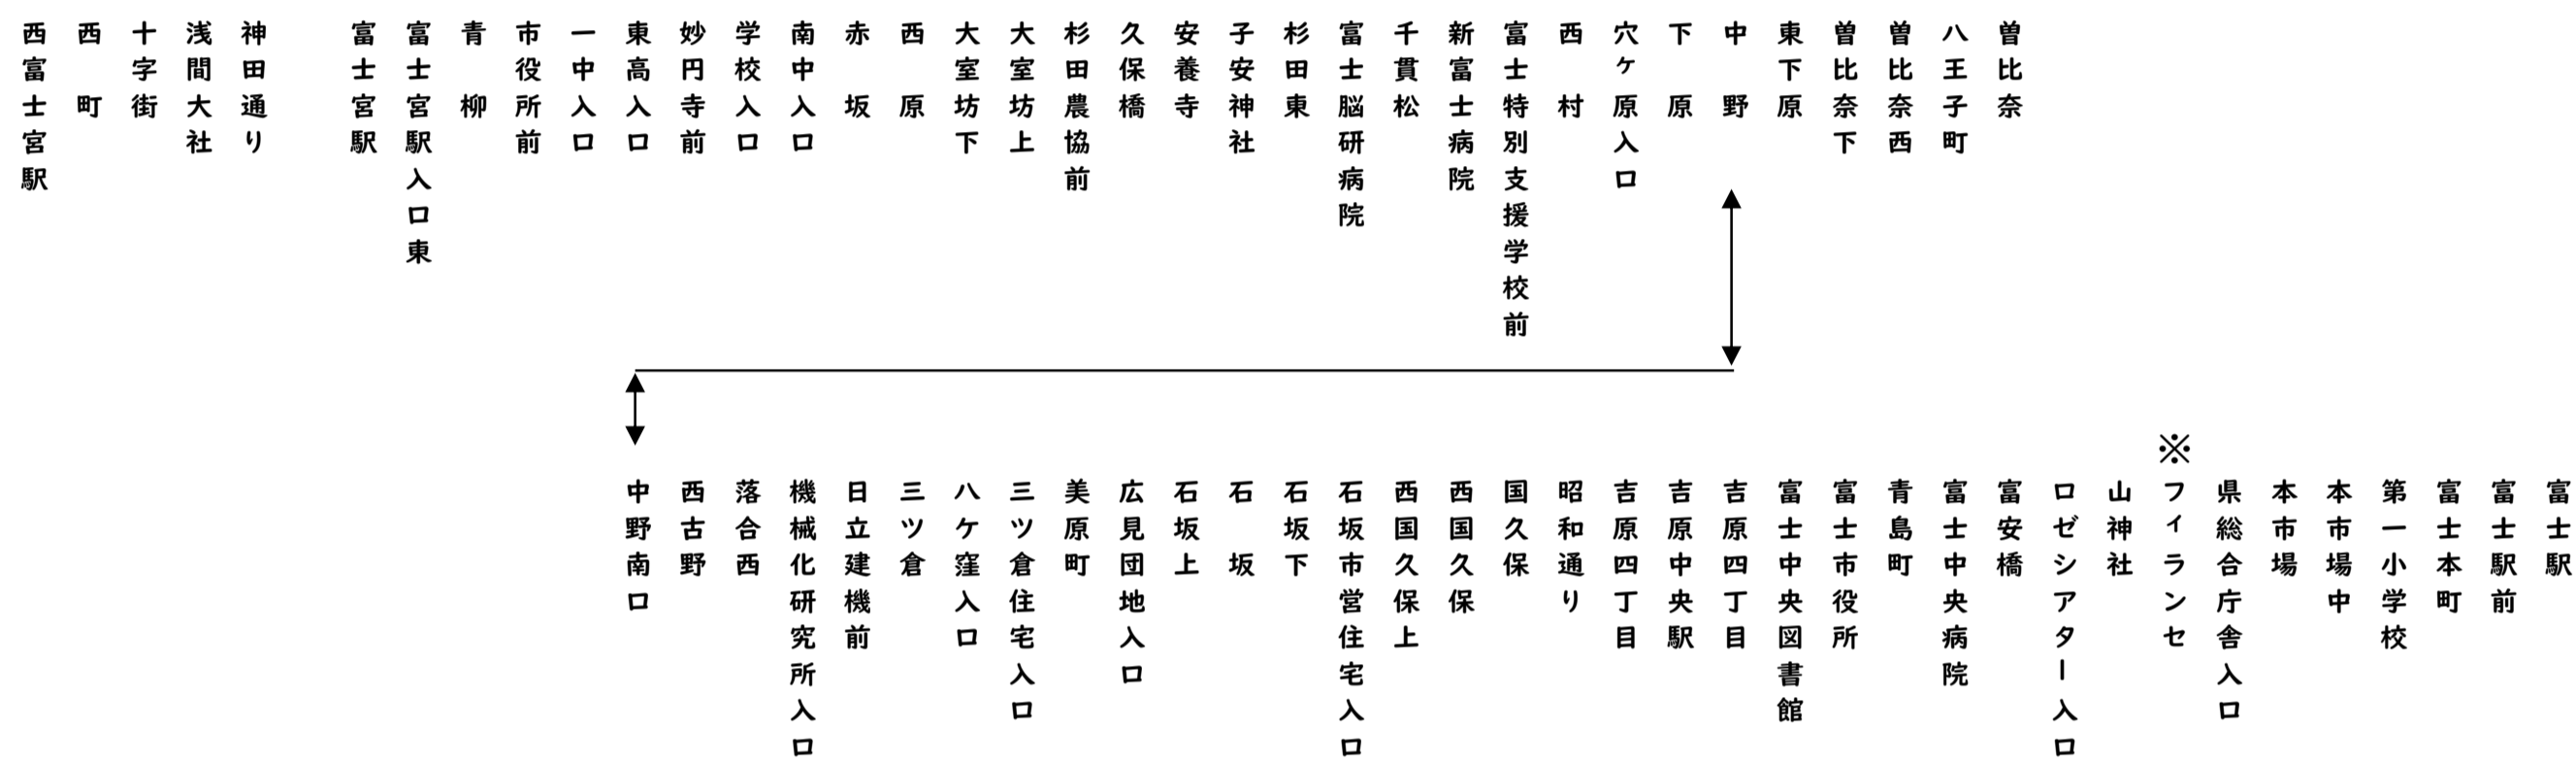 西富士宮駅
西町
十字街
浅間大社
神田通り
富士宮駅
富士宮駅入口東
青柳
市役所前
一中入口
東高入口
妙円寺前
学校入口
南中入口
赤坂
西原
大室坊下
大室坊上
杉田農協前
久保橋
安養寺
子安神社
杉田東
富士脳研病院
千貫松
新富士病院
富士特別支援学校前
西村
穴ヶ原入口
下原
中野
東下原
曽比奈下
曽比奈西
八王子町
曽比奈
中野南口
西古野
落合西
機械化研究所入口
日立建機前
三ツ倉
八ケ窪入口
三ツ倉住宅入口
美原町
広見団地入口
石坂上
石坂
石坂下
石坂市営住宅入口
西国久保上
西国久保
国久保
昭和通り
吉原四丁目
吉原中央駅
吉原四丁目
富士中央図書館
富士市役所
青島町
富士中央病院
富安橋
ロゼシアター入口
山神社
※
フィランセ
県総合庁舎入口
本市場
本市場中
第一小学校
富士本町
富士駅前
富士駅